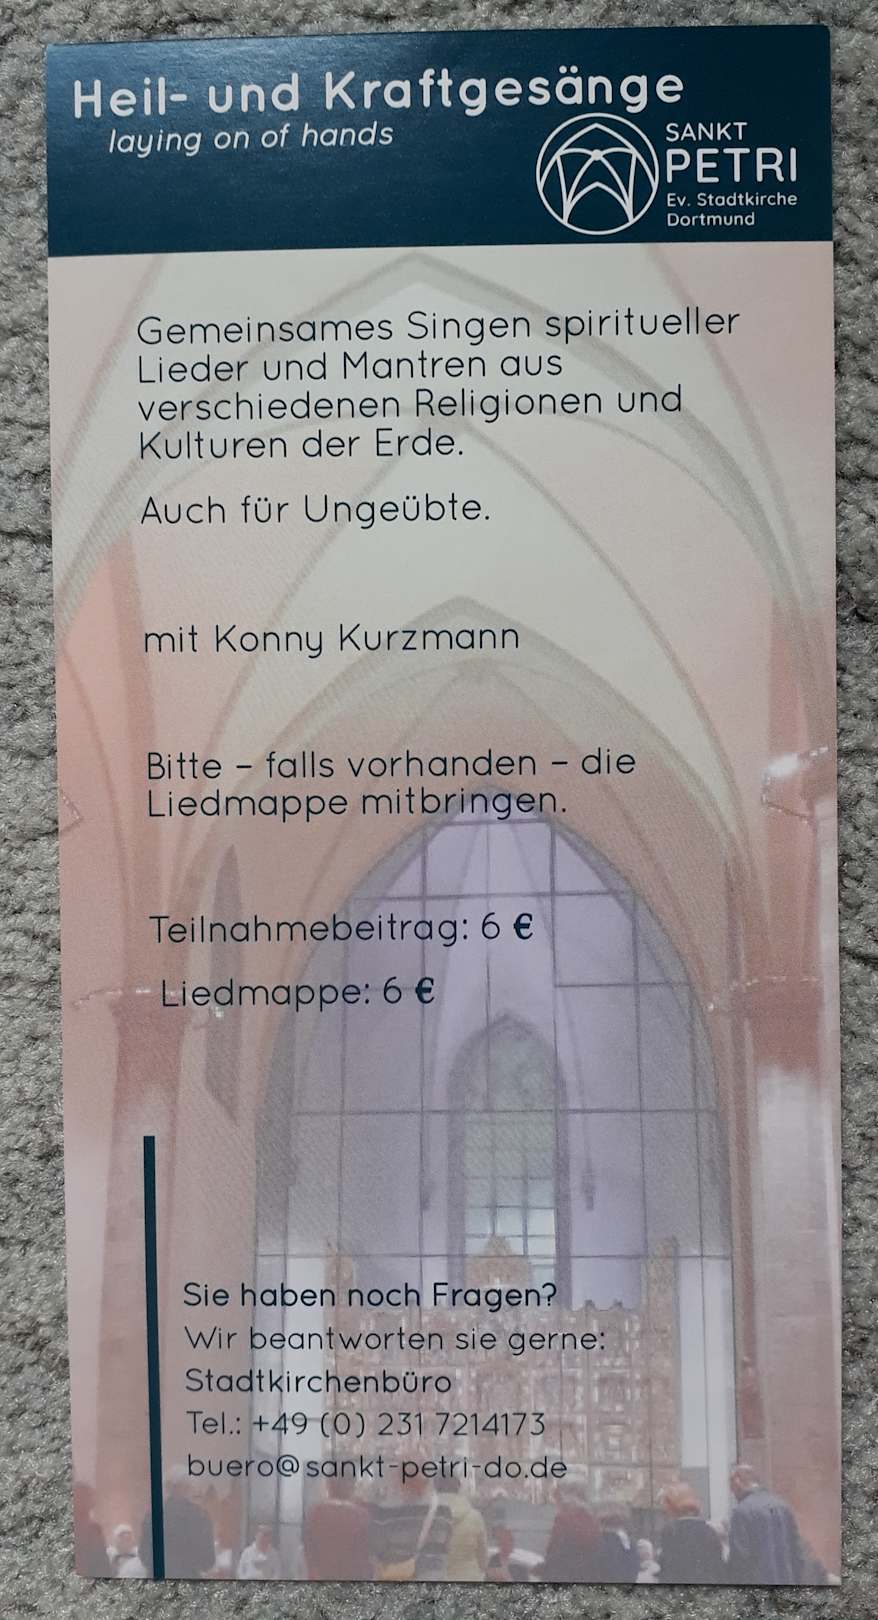 Heil- und Kraftgesänge
laying on of hands
SANKT
PETRI
Ev. Stadtkirche
Dortmund
Gemeinsames Singen spiritueller
Lieder und Mantren aus
verschiedenen Religionen und
Kulturen der Erde.
Auch für Ungeübte.
mit Konny Kurzmann
Bitte – falls vorhanden – die
Liedmappe mitbringen.
Teilnahmebeitrag: 6 €
Liedmappe: 6 €
Sie haben noch Fragen?
Wir beantworten sie gerne:
Stadtkirchenbüro
Tel.: +49 (0) 231 7214173
buero@sankt-petri-do.de